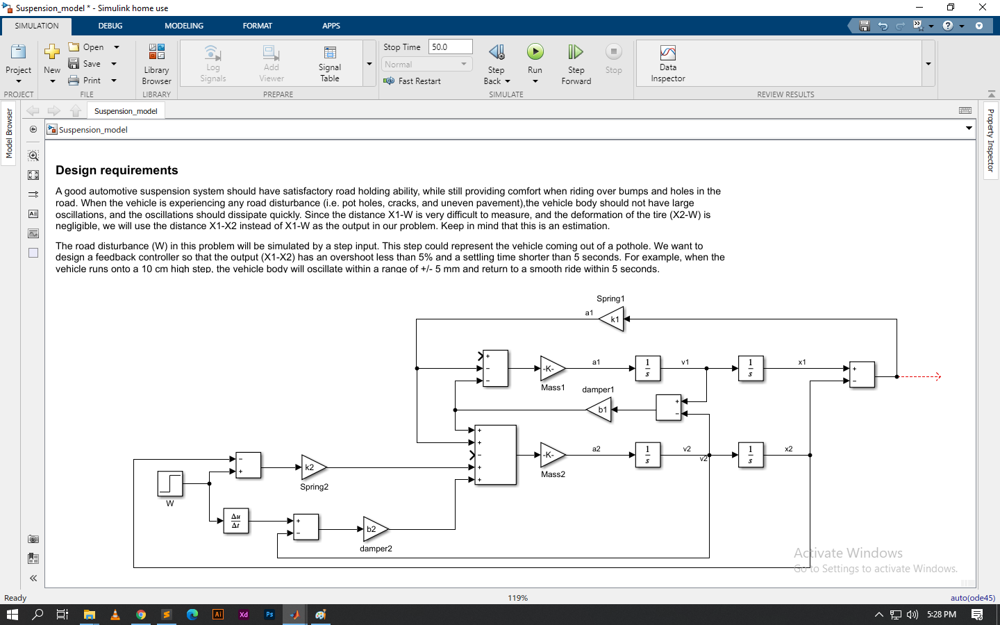 Suspension_model * - Simulink home use
SIMULATION DEBUG MODELING FORMAT APPS
Project
New
Open
Save
Print
Library Browser
Log Signals
Add Viewer
Signal Table
Stop Time 50.0
Normal
Fast Restart
Step Back
Run
Step Forward
Stop
Data Inspector
PROJECT FILE LIBRARY PREPARE SIMULATE REVIEW RESULTS
Model Browser
Suspension_model
Property Inspector
Suspension_model
Design requirements
A good automotive suspension system should have satisfactory road holding ability, while still providing comfort when riding over bumps and holes in the
road. When the vehicle is experiencing any road disturbance (i.e. pot holes, cracks, and uneven pavement),the vehicle body should not have large
oscillations, and the oscillations should dissipate quickly. Since the distance X1-W is very difficult to measure, and the deformation of the tire (X2-W) is
negligible, we will use the distance X1-X2 instead of X1-W as the output in our problem. Keep in mind that this is an estimation.
The road disturbance (W) in this problem will be simulated by a step input. This step could represent the vehicle coming out of a pothole. We want to
design a feedback controller so that the output (X1-X2) has an overshoot less than 5% and a settling time shorter than 5 seconds. For example, when the
vehicle runs onto a 10 cm high step, the vehicle body will oscillate within a range of +/- 5 mm and return to a smooth ride within 5 seconds.
Spring1
a1
k1
+
-
-
-K-
Mass1
a1
1
s
v1
1
s
x1
+
-
damper1
b1
+
-
+
+
-
+
+
-K-
Mass2
a2
1
s
v2
v2
1
s
x2
-
+
k2
Spring2
W
Δu
Δt
+
-
b2
damper2
Activate Windows
Go to Settings to activate Windows.
Ready 119% auto(ode45)
Ai Xd Ps
5:28 PM